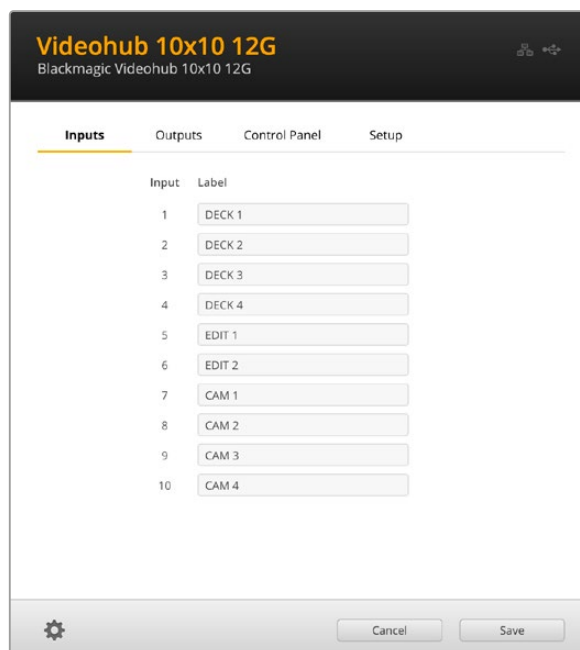 Videohub 10x10 12G
Blackmagic Videohub 10x10 12G
Inputs Outputs Control Panel Setup
Input Label
1 DECK 1
2 DECK 2
3 DECK 3
4 DECK 4
5 EDIT 1
6 EDIT 2
7 CAM 1
8 CAM 2
9 CAM 3
10 CAM 4
Cancel Save